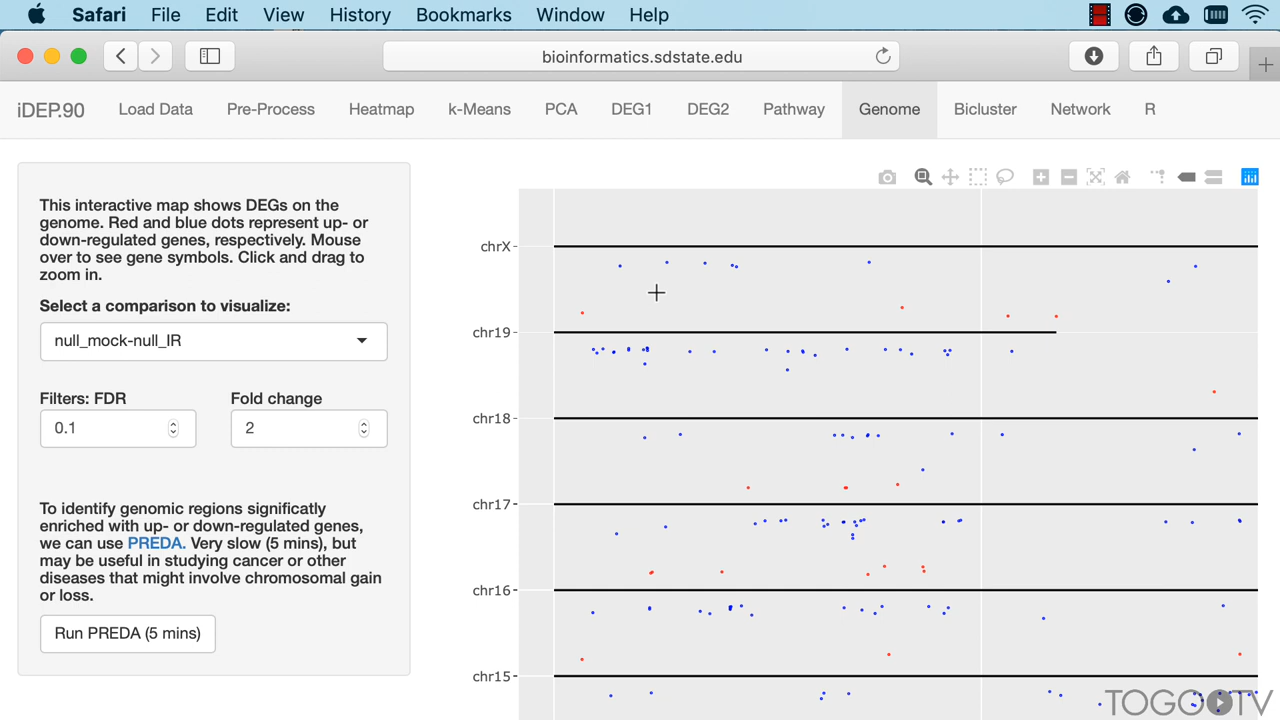 Safari File Edit View History Bookmarks Window Help
bioinformatics.sdstate.edu
iDEP.90 Load Data Pre-Process Heatmap k-Means PCA DEG1 DEG2 Pathway Genome Bicluster Network R
This interactive map shows DEGs on the
genome. Red and blue dots represent up- or
down-regulated genes, respectively. Mouse
over to see gene symbols. Click and drag to
zoom in.
Select a comparison to visualize:
null_mock-null_IR
Filters: FDR Fold change
0.1 2
To identify genomic regions significatly
enriched with up- or down-regulated genes,
we can use PREDA. Very slow (5 mins), but
may be useful in studying cancer or other
diseases that might involve chromosomal gain
or loss.
Run PREDA (5 mins)
chrX
chr19
chr18
chr17
chr16
chr15
TOGOTV